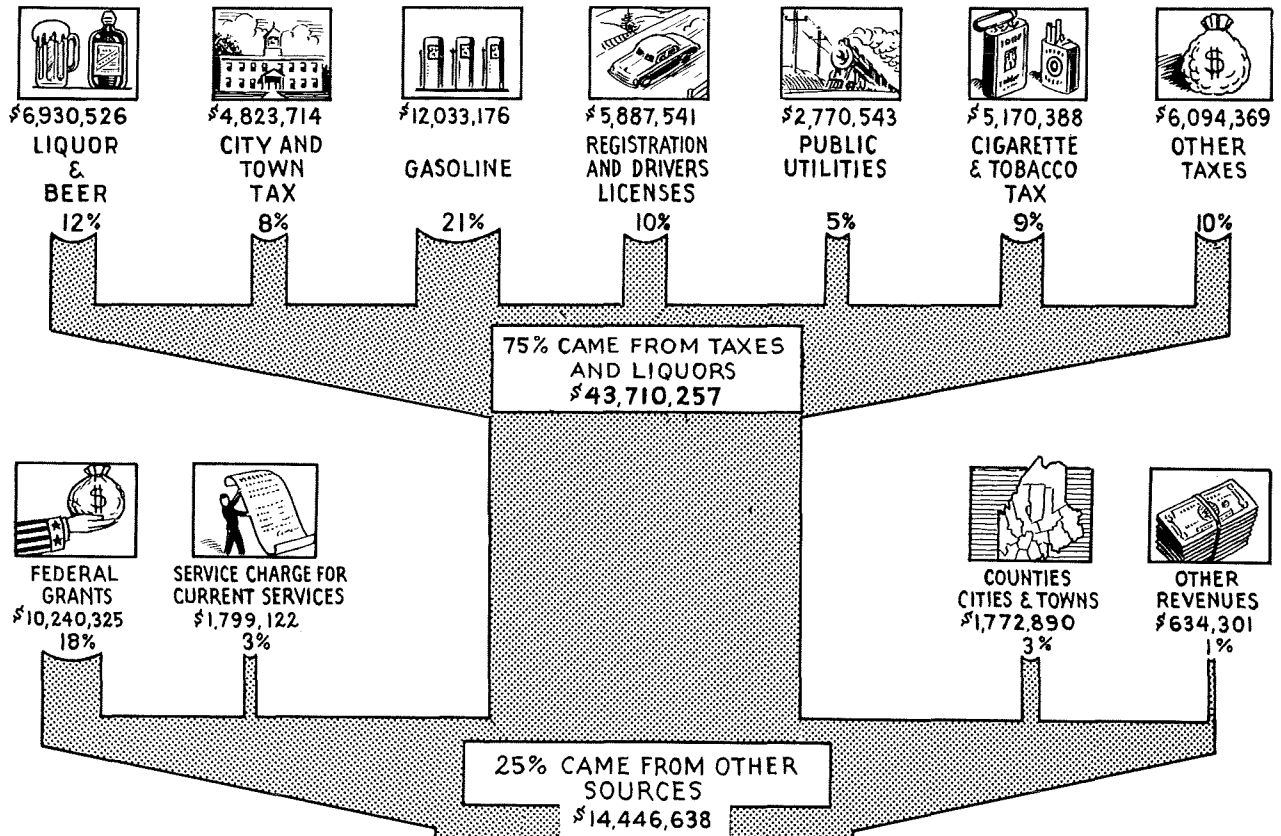 $6,930,526
LIQUOR
&
BEER
12%
$4,823,714
CITY AND
TOWN
TAX
8%
$12,033,176
GASOLINE
21%
$5,887,541
REGISTRATION
AND DRIVERS
LICENSES
10%
$2,770,543
PUBLIC
UTILITIES
5%
$5,170,388
CIGARETTE
& TOBACCO
TAX
9%
$
$6,094,369
OTHER
TAXES
10%
75% CAME FROM TAXES
AND LIQUORS
$43,710,257
$
FEDERAL
GRANTS
$10,240,325
18%
SERVICE CHARGE FOR
CURRENT SERVICES
$1,799,122
3%
COUNTIES
CITIES & TOWNS
$1,772,890
3%
OTHER
REVENUES
$634,301
1%
25% CAME FROM OTHER
SOURCES
$14,446,638